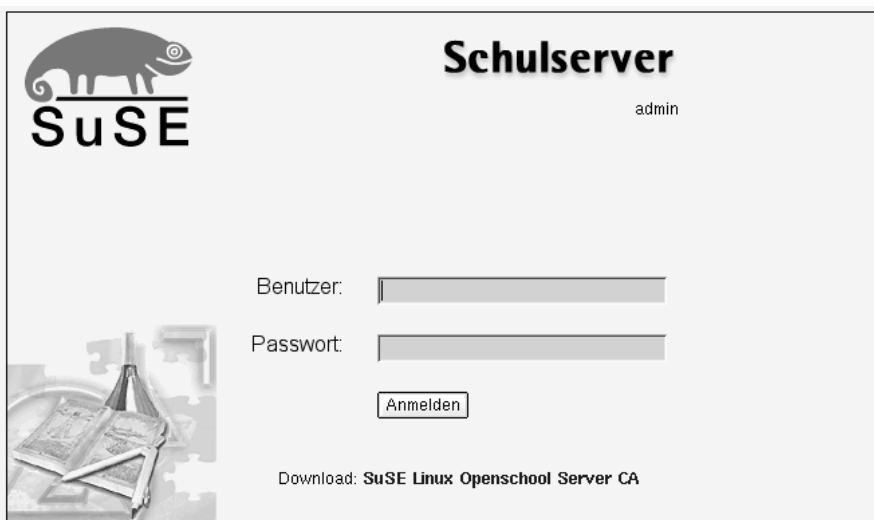 SuSE
Schulserver
admin
Benutzer:
Passwort:
Anmelden
Download: SuSE Linux Openschool Server CA